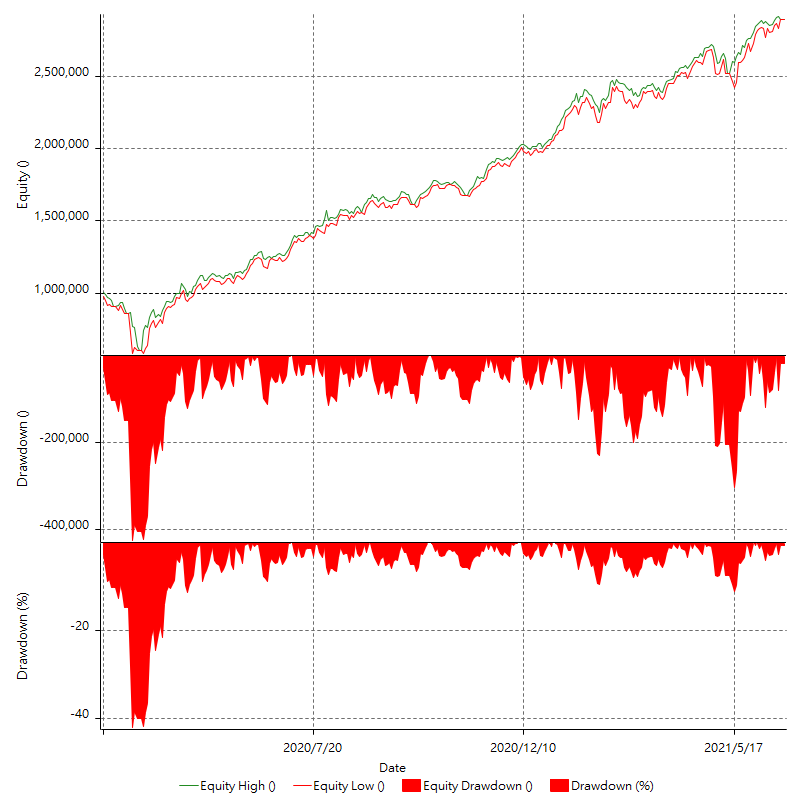 2,500,000
2,000,000
1,500,000
1,000,000
Equity ()
-200,000
-400,000
Drawdown ()
-20
-40
Drawdown (%)
2020/7/20 2020/12/10 2021/5/17
Date
Equity High () Equity Low () Equity Drawdown () Drawdown (%)